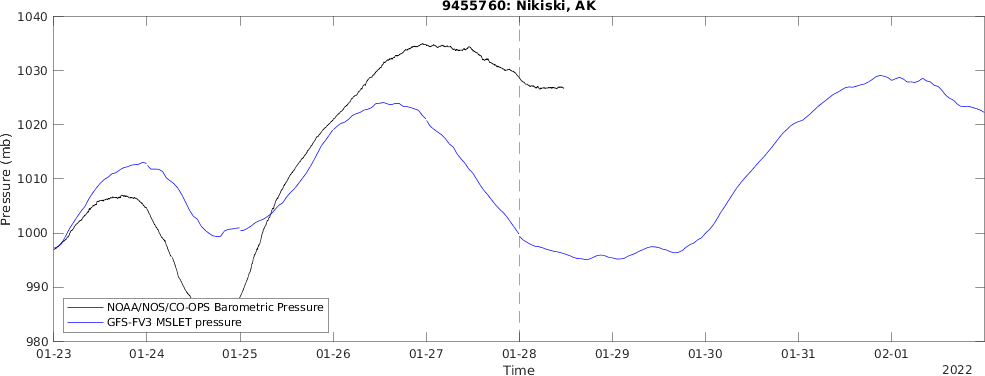 9455760: Nikiski, AK
1040
1030
1020
1010
1000
990
980
Pressure (mb)
NOAA/NOS/CO-OPS Barometric Pressure
GFS-FV3 MSLET pressure
01-23 01-24 01-25 01-26 01-27 01-28 01-29 01-30 01-31 02-01
Time
2022